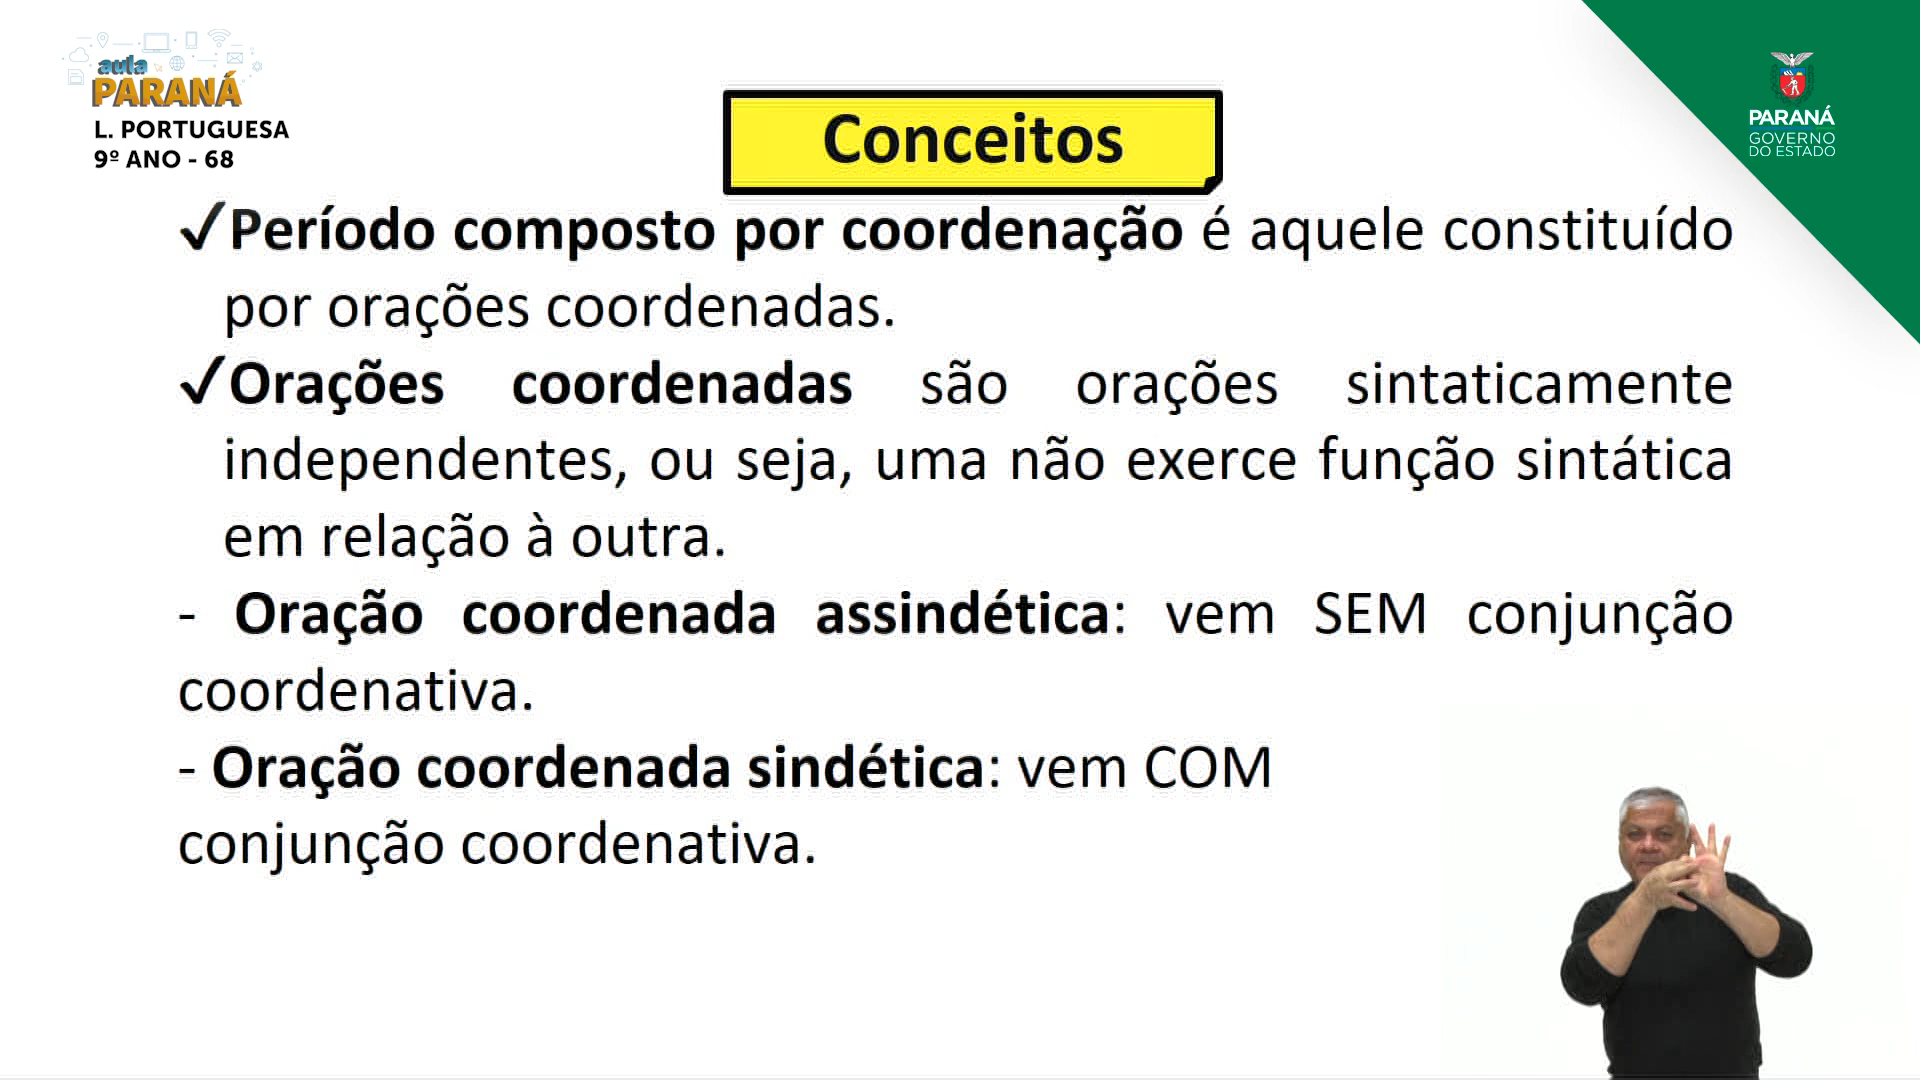 aula
PARANÁ
L. PORTUGUESA
9º ANO - 68
PARANÁ
GOVERNO
DO ESTADO
Conceitos
✓Período composto por coordenação é aquele constituído
por orações coordenadas.
✓Orações coordenadas são orações sintaticamente
independentes, ou seja, uma não exerce função sintática
em relação à outra.
- Oração coordenada assindética: vem SEM conjunção
coordenativa.
- Oração coordenada sindética: vem COM
conjunção coordenativa.